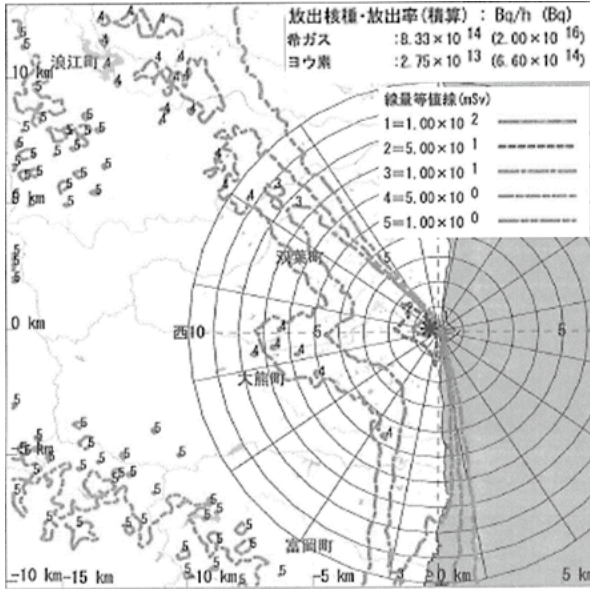 放出核種・放出率(積算) : Bq/h (Bq)
希ガス :8.33×10 14 (2.00×10 16)
ヨウ素 :2.75×10 13 (6.60×10 14)
線量等値線(mSv)
1=1.00×10 2
2=5.00×10 1
3=1.00×10 1
4=5.00×10 0
5=1.00×10 0
浪江町
10 km
5 km
双葉町
0 km
西10
5
5
大熊町
-5 km
富岡町
-10 km
-15 km
-10 km
-5 km
0 km
5 km